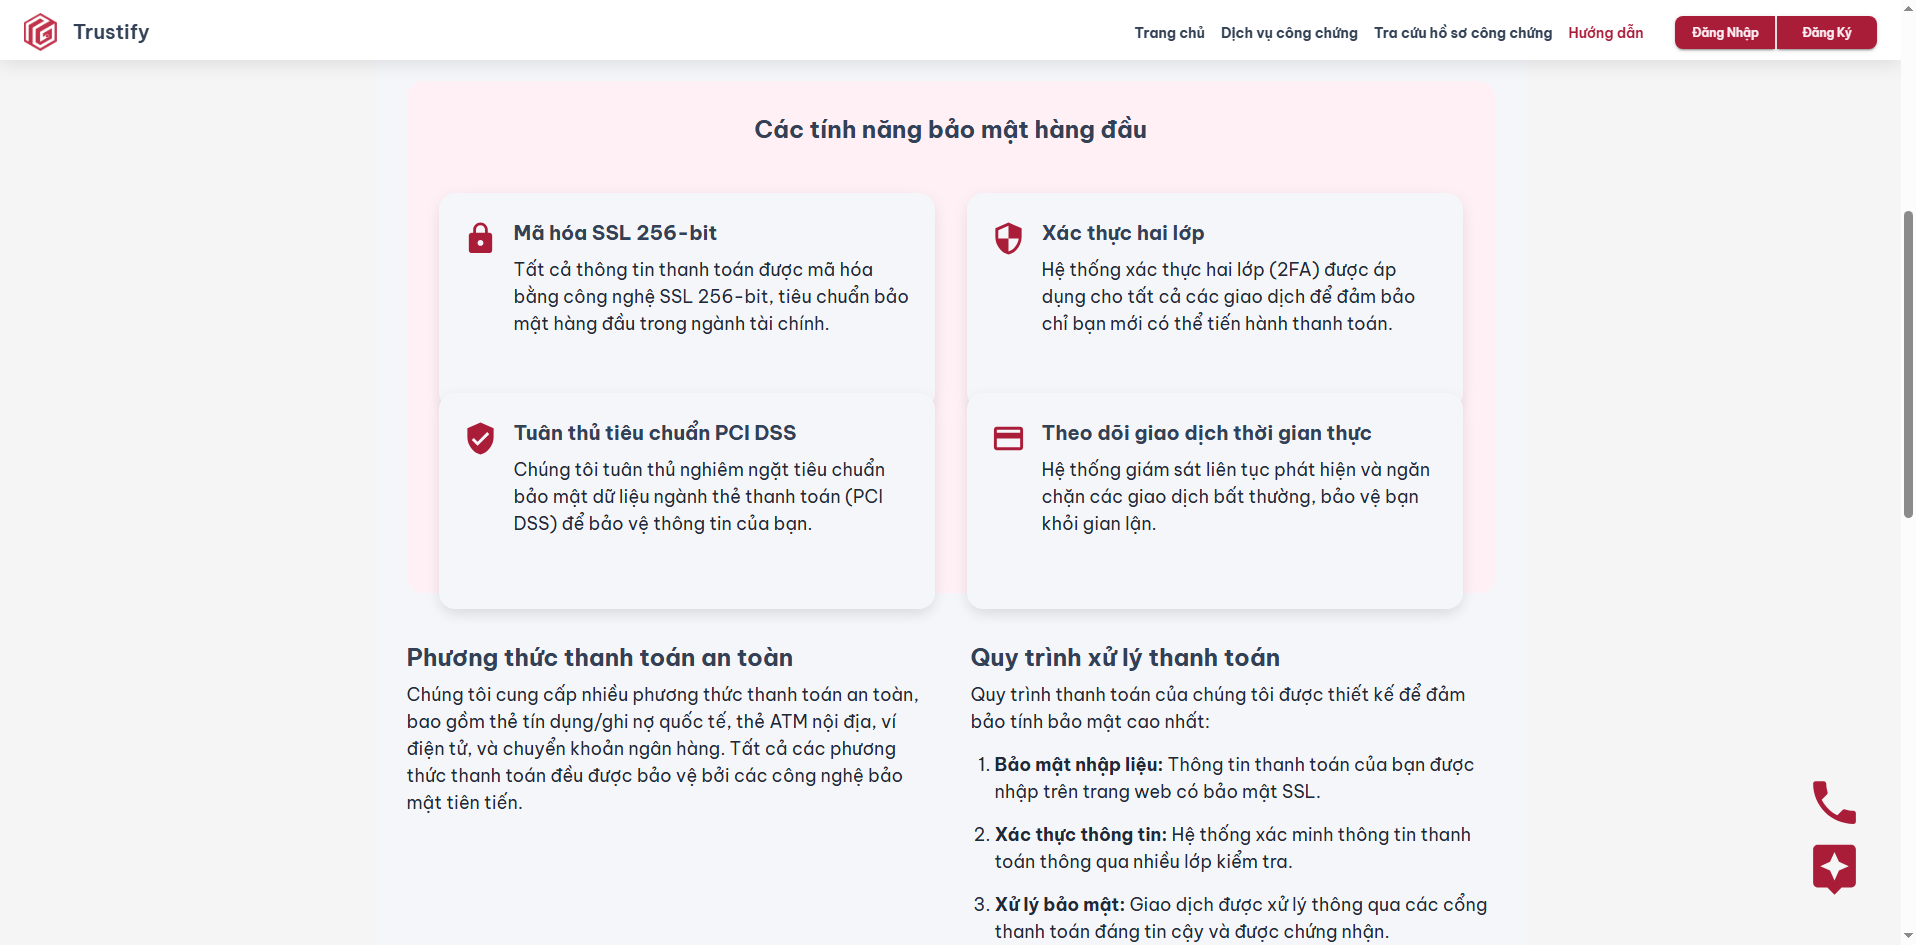 Trustify
Trang chủ Dịch vụ công chứng Tra cứu hồ sơ công chứng Hướng dẫn Đăng Nhập Đăng Ký
Các tính năng bảo mật hàng đầu
Mã hóa SSL 256-bit
Tất cả thông tin thanh toán được mã hóa
bằng công nghệ SSL 256-bit, tiêu chuẩn bảo
mật hàng đầu trong ngành tài chính.
Xác thực hai lớp
Hệ thống xác thực hai lớp (2FA) được áp
dụng cho tất cả các giao dịch để đảm bảo
chỉ bạn mới có thể tiến hành thanh toán.
Tuân thủ tiêu chuẩn PCI DSS
Chúng tôi tuân thủ nghiêm ngặt tiêu chuẩn
bảo mật dữ liệu ngành thẻ thanh toán (PCI
DSS) để bảo vệ thông tin của bạn.
Theo dõi giao dịch thời gian thực
Hệ thống giám sát liên tục phát hiện và ngăn
chặn các giao dịch bất thường, bảo vệ bạn
khỏi gian lận.
Phương thức thanh toán an toàn
Chúng tôi cung cấp nhiều phương thức thanh toán an toàn,
bao gồm thẻ tín dụng/ghi nợ quốc tế, thẻ ATM nội địa, ví
điện tử, và chuyển khoản ngân hàng. Tất cả các phương
thức thanh toán đều được bảo vệ bởi các công nghệ bảo
mật tiên tiến.
Quy trình xử lý thanh toán
Quy trình thanh toán của chúng tôi được thiết kế để đảm
bảo tính bảo mật cao nhất:
1. Bảo mật nhập liệu: Thông tin thanh toán của bạn được
nhập trên trang web có bảo mật SSL.
2. Xác thực thông tin: Hệ thống xác minh thông tin thanh
toán thông qua nhiều lớp kiểm tra.
3. Xử lý bảo mật: Giao dịch được xử lý thông qua các cổng
thanh toán đáng tin cậy và được chứng nhận.